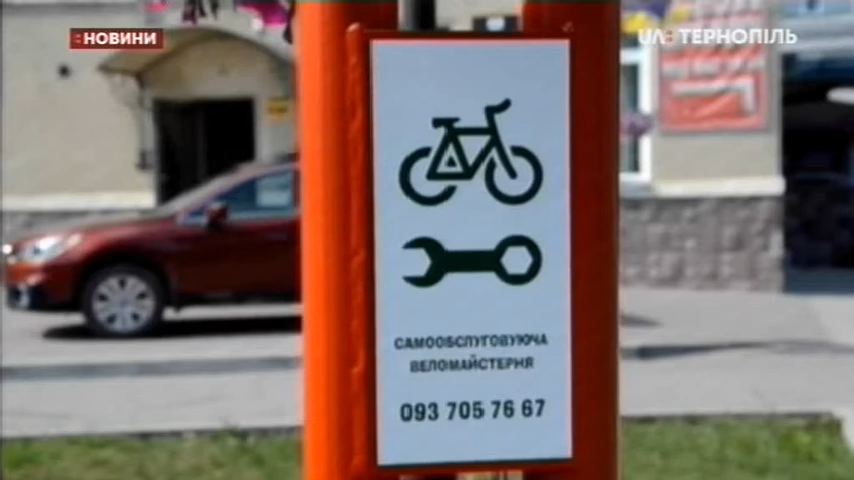 НОВИНИ
UA: ТЕРНОПІЛЬ
САМООБСЛУГОВУЮЧА
ВЕЛОМАЙСТЕРНЯ
093 705 76 67